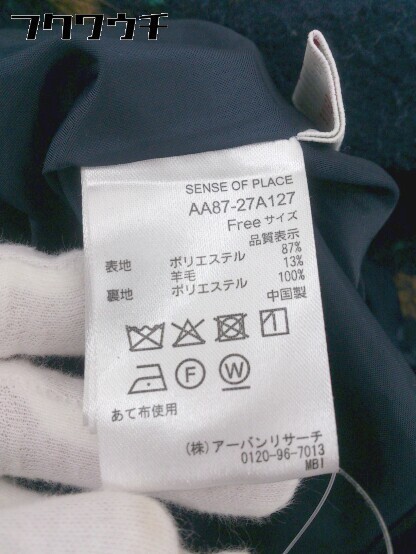 フクワウチ
SENSE OF PLACE
AA87-27A127
Free サイズ
品質表示
表地 ポリエステル 87%
羊毛 13%
裏地 ポリエステル 100%
中国製
F W
あて布使用
(株)アーバンリサーチ
0120-96-7013
MBI